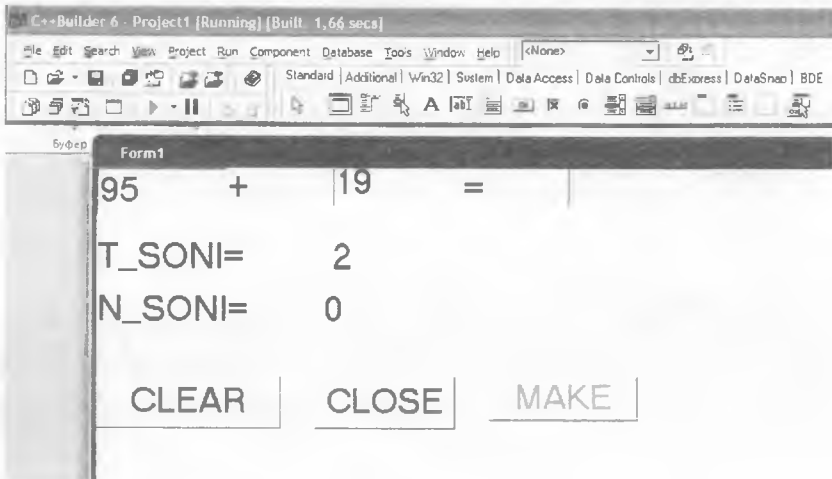 C++Builder 6 - Project1 [Running] [Built 1,66 secs]
File Edit Search View Project Run Component Database Tools Window Help <None>
Standard Additional Win32 System Data Access Data Controls dbExpress DataSnap BDE
Буфер
Form1
95 + 19 =
T_SONI= 2
N_SONI= 0
CLEAR CLOSE MAKE